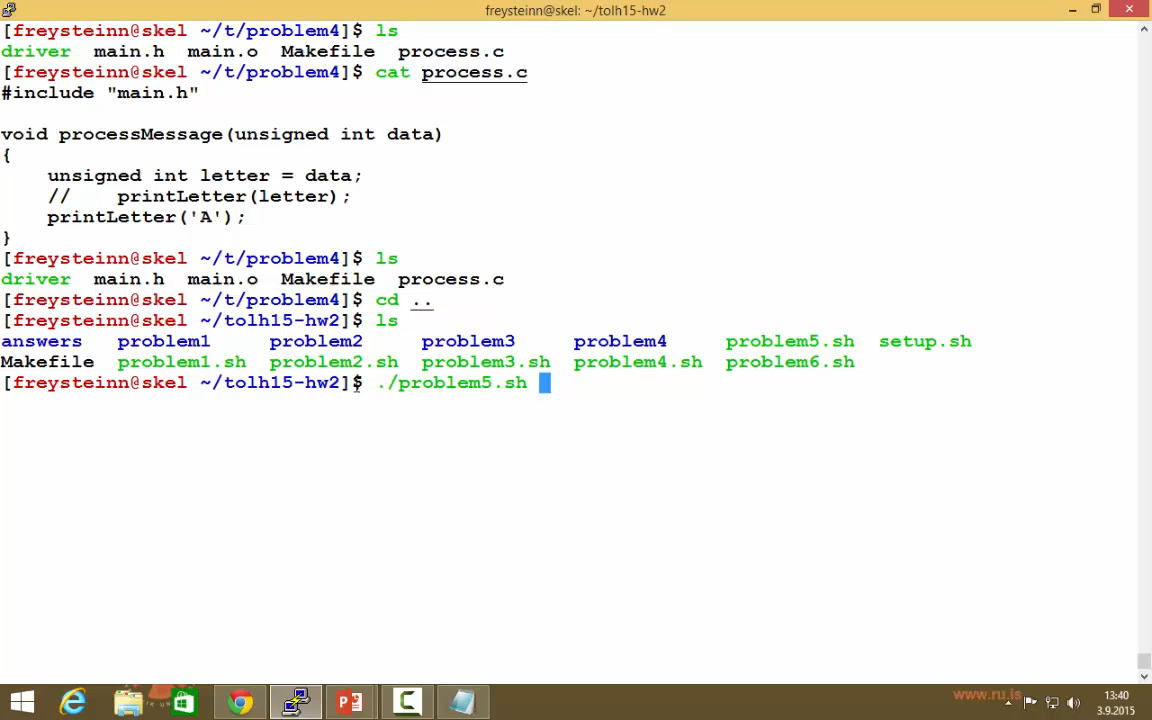 freysteinn@skel: ~/tolh15-hw2
[freysteinn@skel ~/t/problem4]$ ls
driver main.h main.o Makefile process.c
[freysteinn@skel ~/t/problem4]$ cat process.c
#include "main.h"
void processMessage(unsigned int data)
{
unsigned int letter = data;
// printLetter(letter);
printLetter('A');
}
[freysteinn@skel ~/t/problem4]$ ls
driver main.h main.o Makefile process.c
[freysteinn@skel ~/t/problem4]$ cd ..
[freysteinn@skel ~/tolh15-hw2]$ ls
answers problem1 problem2 problem3 problem4 problem5.sh setup.sh
Makefile problem1.sh problem2.sh problem3.sh problem4.sh problem6.sh
[freysteinn@skel ~/tolh15-hw2]$ ./problem5.sh
www.ru.is
13:40
3.9.2015